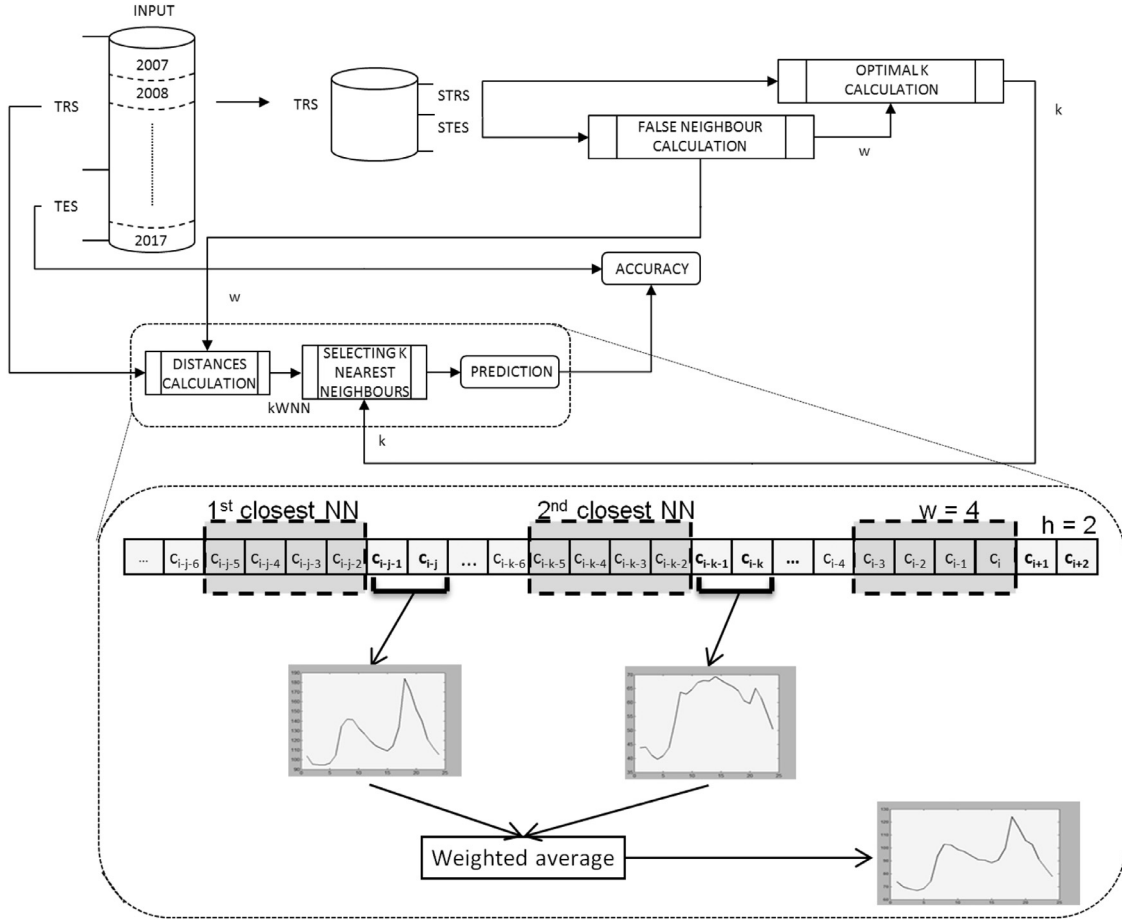 INPUT
2007
2008
2017
TRS
TES
TRS
STRS
STES
OPTIMAL K
CALCULATION
FALSE NEIGHBOUR
CALCULATION
w
k
ACCURACY
w
DISTANCES
CALCULATION
kWNN
SELECTING K
NEAREST
NEIGHBOURS
PREDICTION
k
1st closest NN
2nd closest NN
w = 4
h = 2
... Ci-j-6 Ci-j-5 Ci-j-4 Ci-j-3 Ci-j-2 Ci-j-1 Ci-j ... Ci-k-6 Ci-k-5 Ci-k-4 Ci-k-3 Ci-k-2 Ci-k-1 Ci-k ... Ci-4 Ci-3 Ci-2 Ci-1 Ci Ci+1 Ci+2
Weighted average